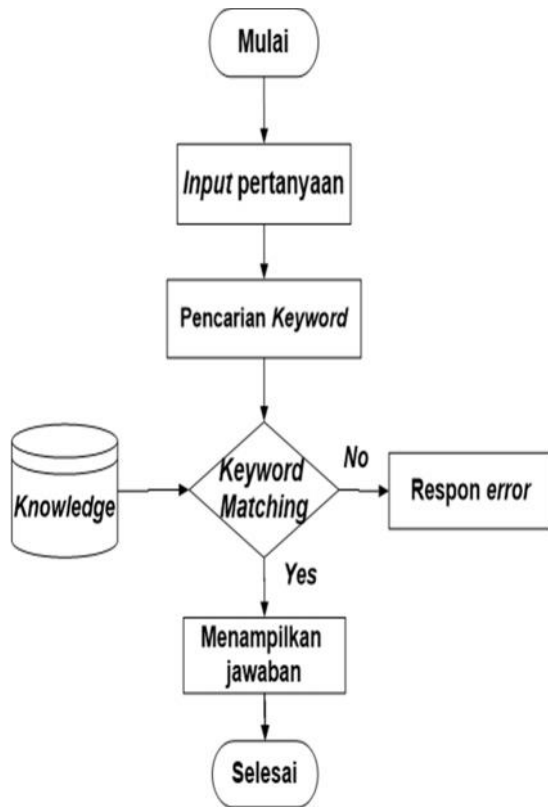 Mulai
Input pertanyaan
Pencarian Keyword
Knowledge
Keyword
Matching
No
Respon error
Yes
Menampilkan
jawaban
Selesai